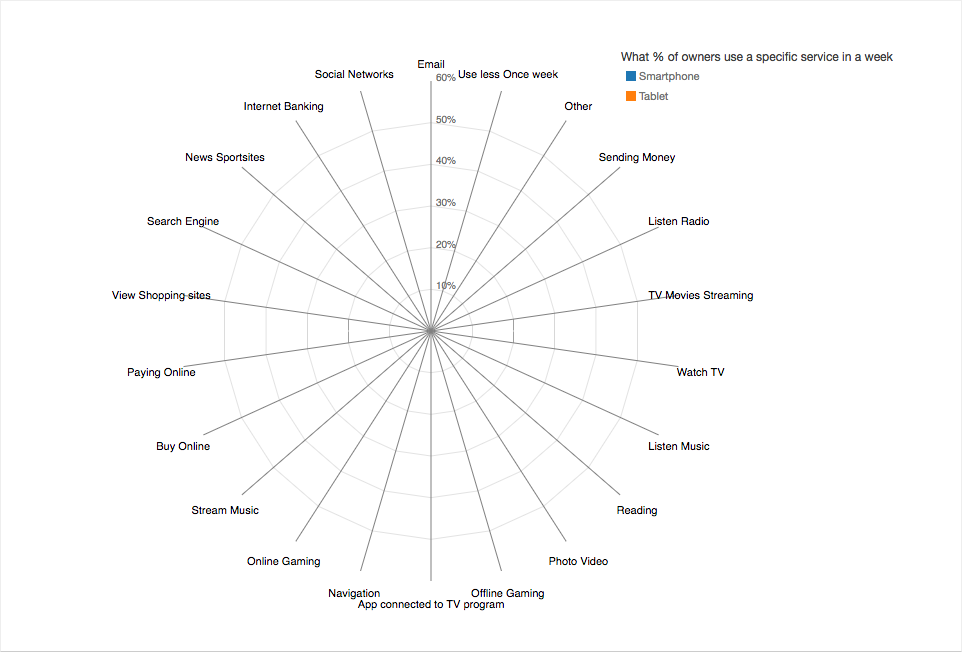 What % of owners use a specific service in a week
Smartphone
Tablet
Email
60%
50%
40%
30%
20%
10%
Social Networks
Internet Banking
News Sportsites
Search Engine
View Shopping sites
Paying Online
Buy Online
Stream Music
Online Gaming
Navigation
App connected to TV program
Offline Gaming
Photo Video
Reading
Listen Music
Watch TV
TV Movies Streaming
Listen Radio
Sending Money
Other
Use less Once week